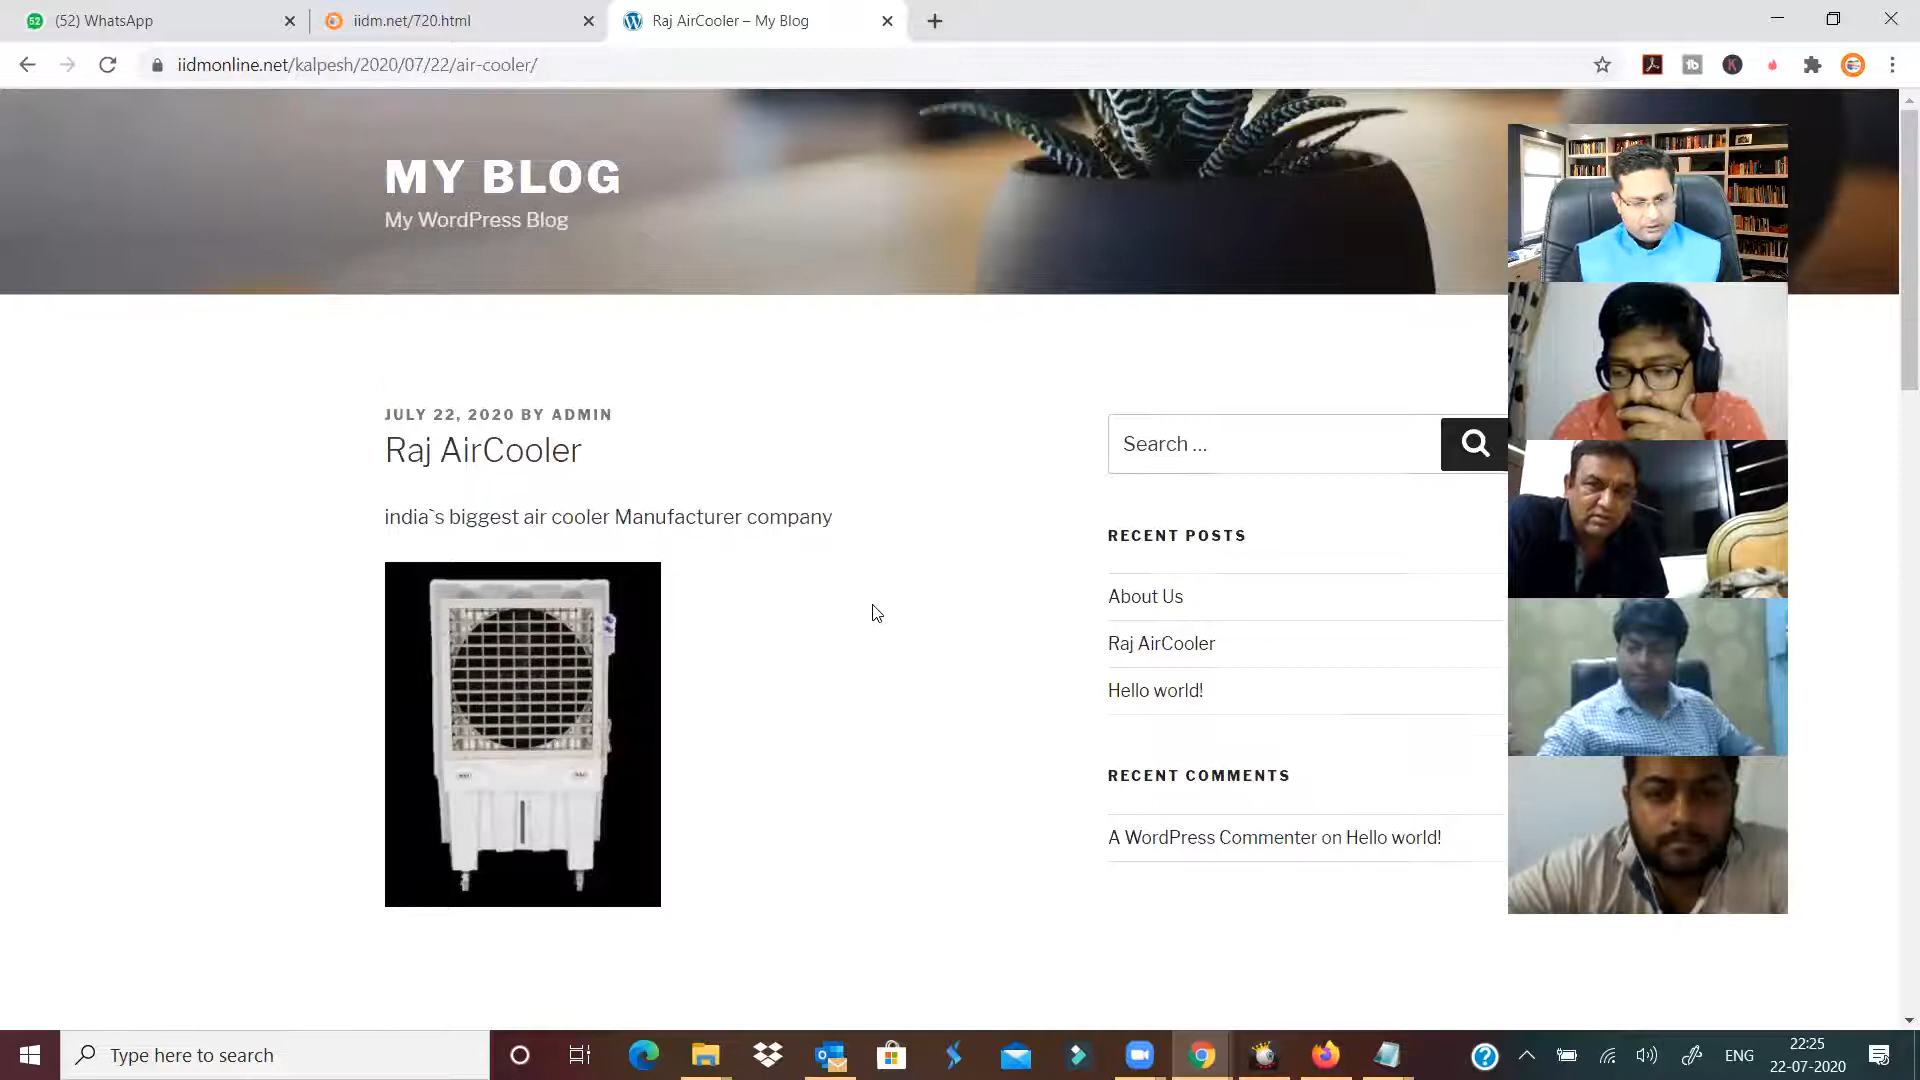 (52) WhatsApp
iidm.net/720.html
Raj AirCooler – My Blog
iidmonline.net/kalpesh/2020/07/22/air-cooler/
MY BLOG
My WordPress Blog
JULY 22, 2020 BY ADMIN
Raj AirCooler
india`s biggest air cooler Manufacturer company
Search …
RECENT POSTS
About Us
Raj AirCooler
Hello world!
RECENT COMMENTS
A WordPress Commenter on Hello world!
Type here to search
ENG
22:25
22-07-2020